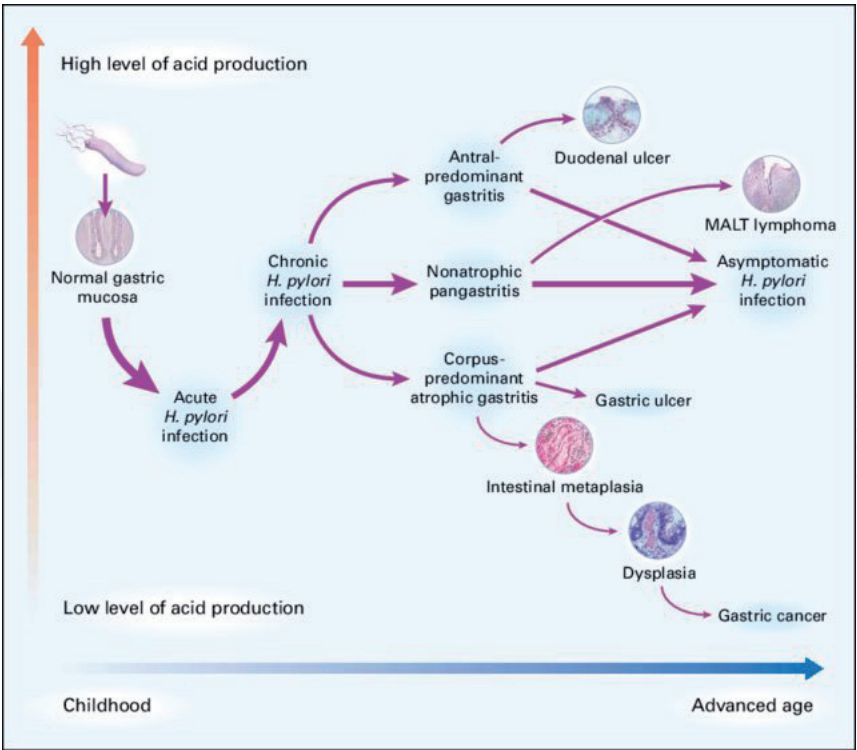 High level of acid production
Normal gastric
mucosa
Acute
H. pylori
infection
Chronic
H. pylori
infection
Antral-
predominant
gastritis
Duodenal ulcer
MALT lymphoma
Nonatrophic
pangastritis
Asymptomatic
H. pylori
infection
Corpus-
predominant
atrophic gastritis
Gastric ulcer
Intestinal metaplasia
Dysplasia
Gastric cancer
Low level of acid production
Childhood
Advanced age